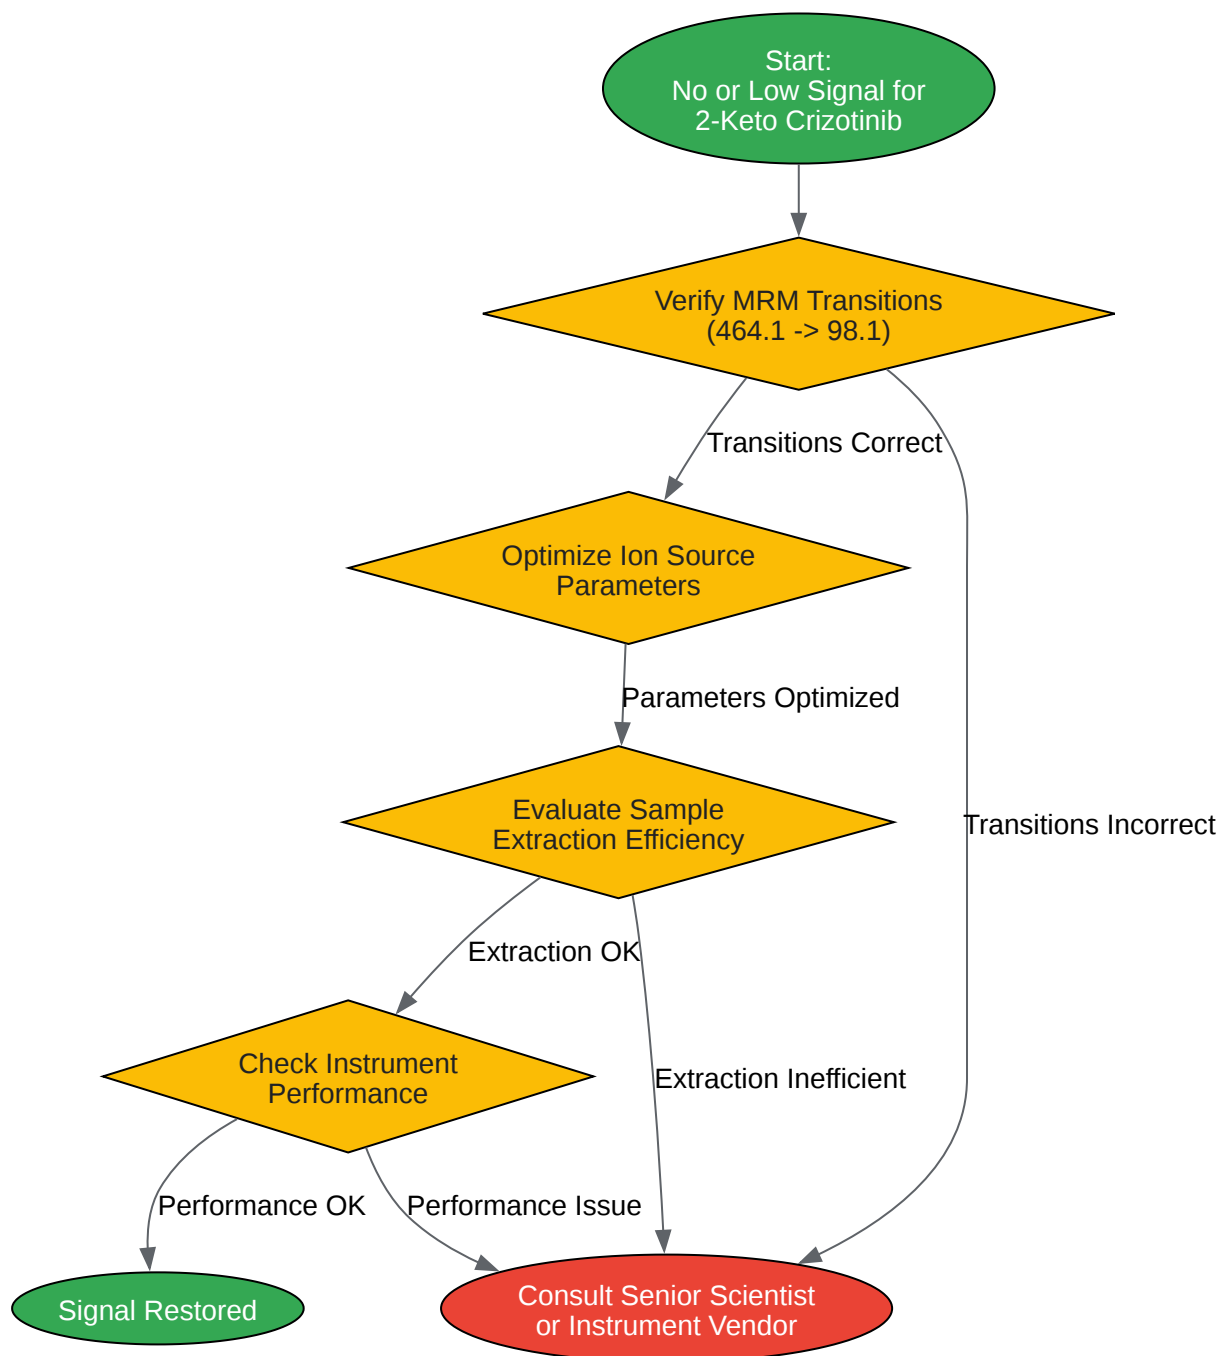 Start:
No or Low Signal for
2-Keto Crizotinib
Verify MRM Transitions
(464.1 -> 98.1)
Transitions Correct
Optimize Ion Source
Parameters
Parameters Optimized
Evaluate Sample
Extraction Efficiency
Transitions Incorrect
Extraction OK
Check Instrument
Performance
Extraction Inefficient
Performance OK
Performance Issue
Signal Restored
Consult Senior Scientist
or Instrument Vendor